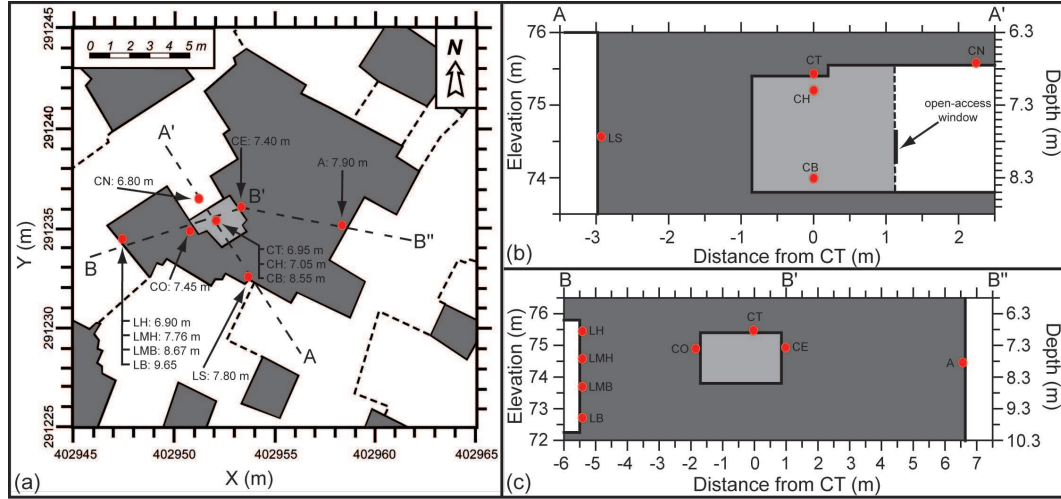 291245
291240
291235
291230
291225
Y (m)
402945
402950
402955
402960
402965
X (m)
0 1 2 3 4 5 m
N
A'
CE: 7.40 m
A: 7.90 m
CN: 6.80 m
B'
B"
B
CT: 6.95 m
CH: 7.05 m
CB: 8.55 m
CO: 7.45 m
LH: 6.90 m
LMH: 7.76 m
LMB: 8.67 m
LB: 9.65
LS: 7.80 m
A
(a)
A
A'
76
75
74
Elevation (m)
6.3
7.3
8.3
Depth (m)
CT
CN
CH
LS
open-access
window
CB
-3 -2 -1 0 1 2
Distance from CT (m)
(b)
B
B'
B"
76
75
74
73
72
Elevation (m)
6.3
7.3
8.3
9.3
10.3
Depth (m)
CT
LH
CO
CE
LMH
A
LMB
LB
-6 -5 -4 -3 -2 -1 0 1 2 3 4 5 6 7
Distance from CT (m)
(c)